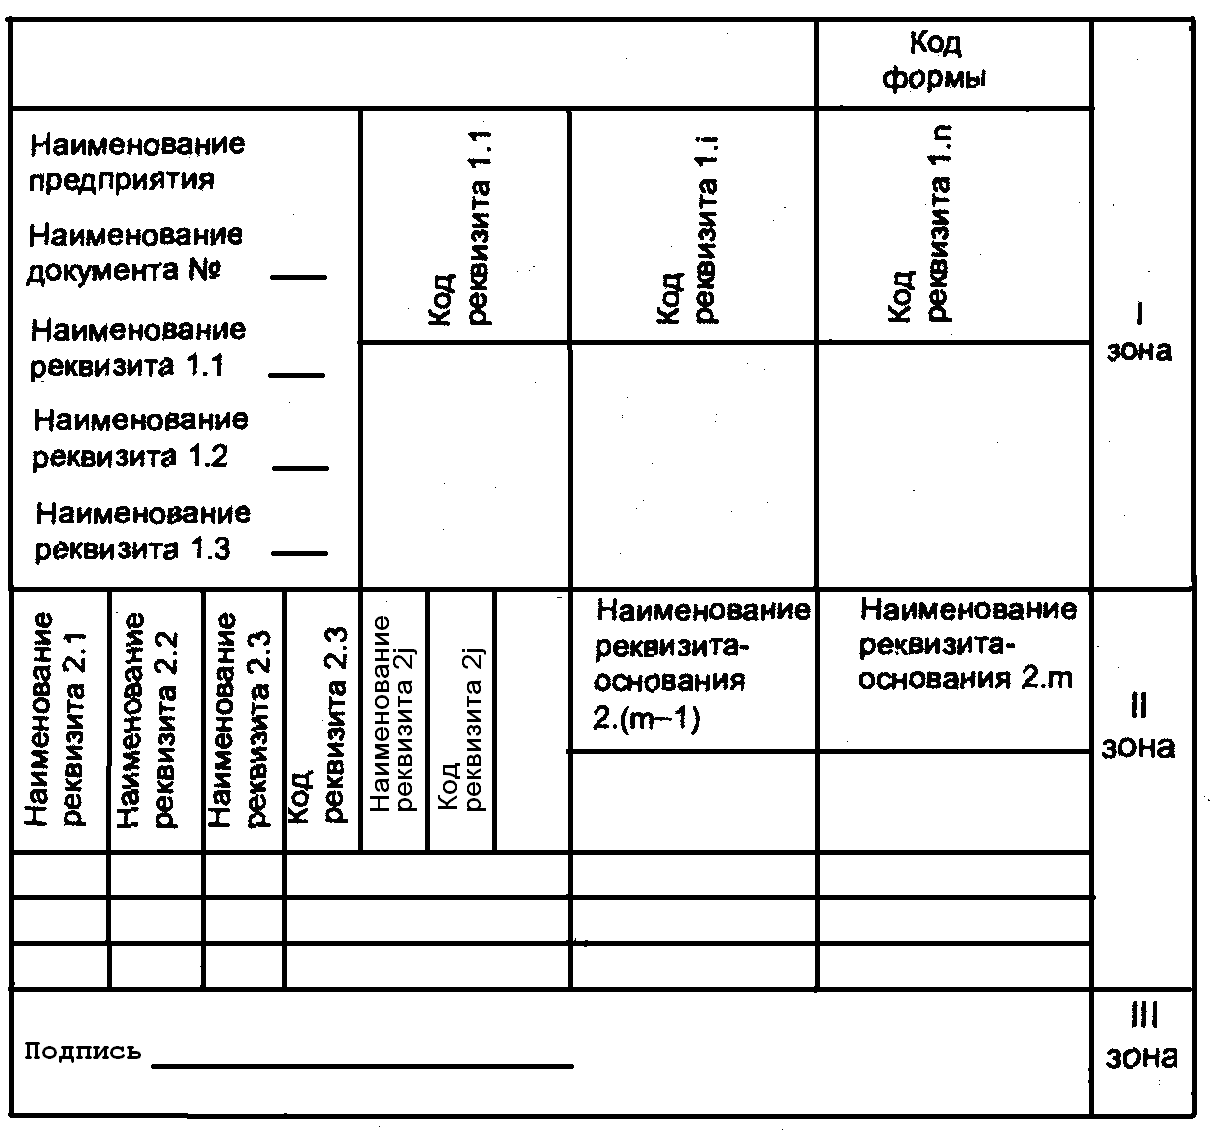 Код
формы
Наименование
предприятия
Наименование
документа №
Наименование
реквизита 1.1
Наименование
реквизита 1.2
Наименование
реквизита 1.3
Код
реквизита 1.1
Код
реквизита 1.i
Код
реквизита 1.n
I
зона
Наименование
реквизита 2.1
Наименование
реквизита 2.2
Наименование
реквизита 2.3
Код
реквизита 2.3
Наименование
реквизита 2j
Код
реквизита 2j
Наименование
реквизита-
основания
2.(m–1)
Наименование
реквизита-
основания 2.m
II
зона
Подпись
III
зона